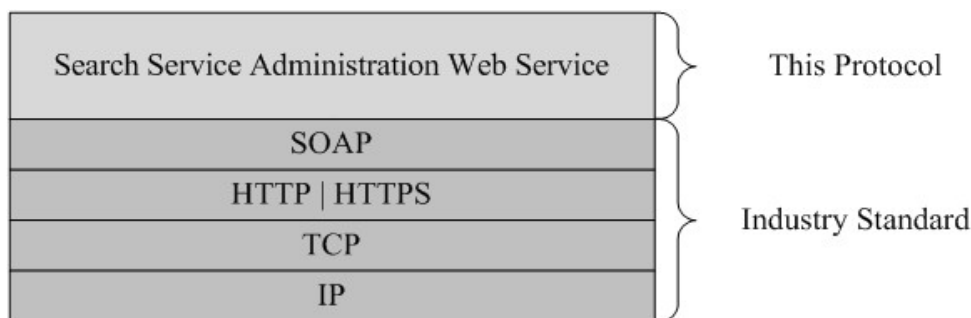 Search Service Administration Web Service
This Protocol
SOAP
HTTP | HTTPS
TCP
IP
Industry Standard